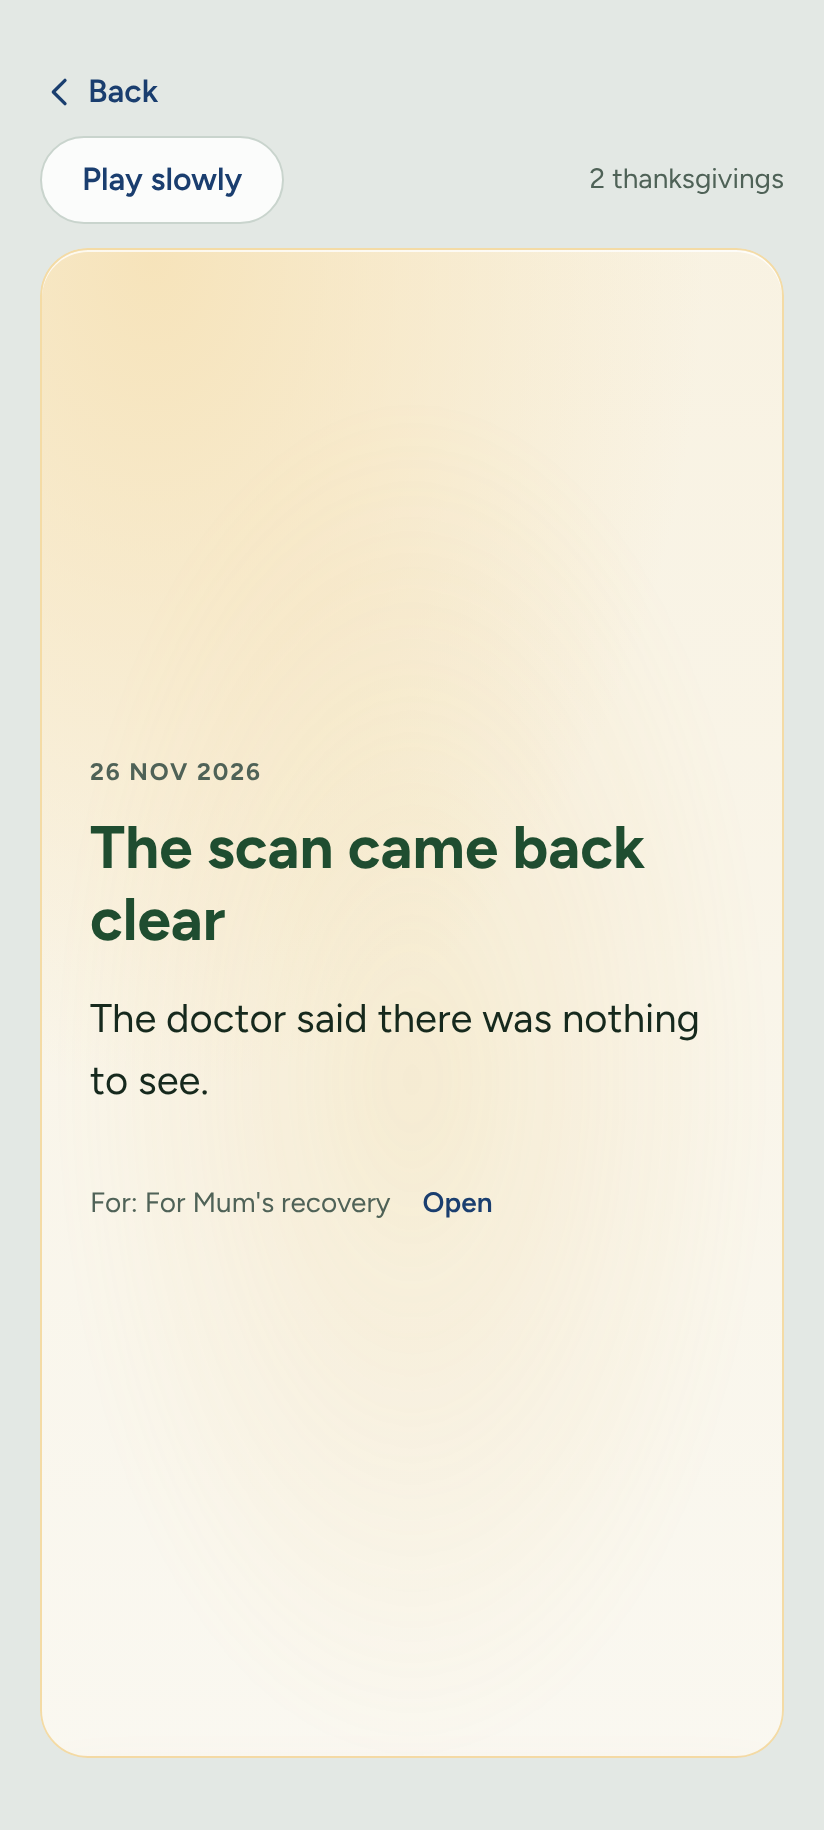 Back
Play slowly
2 thanksgivings
26 NOV 2026
The scan came back
clear
The doctor said there was nothing
to see.
For: For Mum's recovery Open